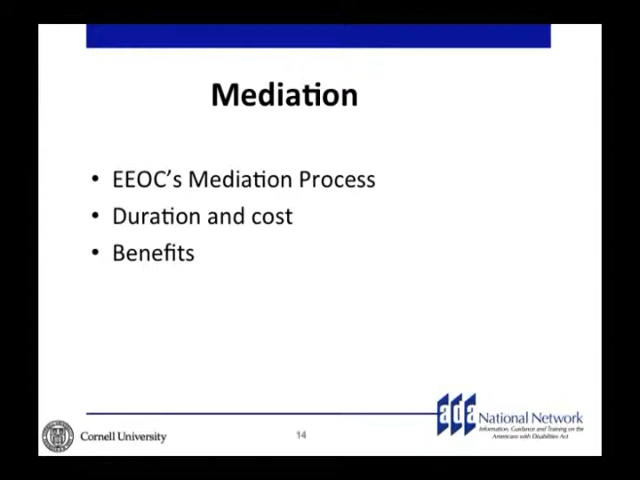 Mediation
• EEOC's Mediation Process
• Duration and cost
• Benefits
Cornell University
14
ada National Network
Information, Guidance and Training on the
Americans with Disabilities Act